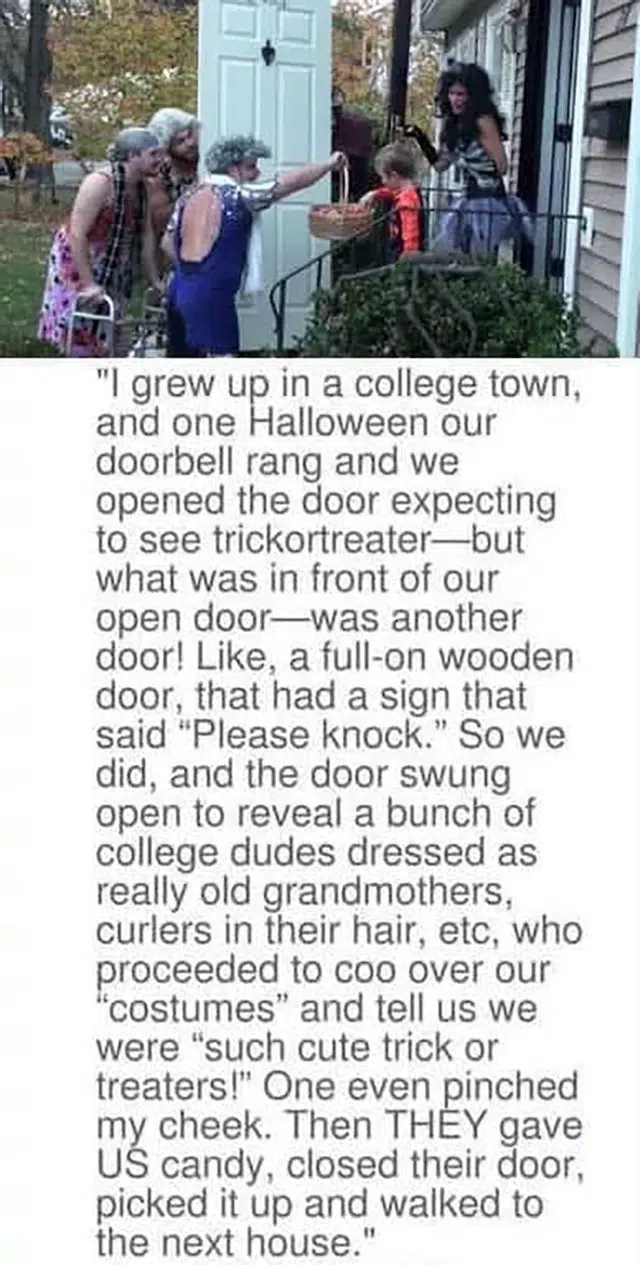 "I grew up in a college town,
and one Halloween our
doorbell rang and we
opened the door expecting
to see trickortreater—but
what was in front of our
open door—was another
door! Like, a full-on wooden
door, that had a sign that
said “Please knock.” So we
did, and the door swung
open to reveal a bunch of
college dudes dressed as
really old grandmothers,
curlers in their hair, etc, who
proceeded to coo over our
“costumes” and tell us we
were “such cute trick or
treaters!" One even pinched
my cheek. Then THEY gave
US candy, closed their door,
picked it up and walked to
the next house."